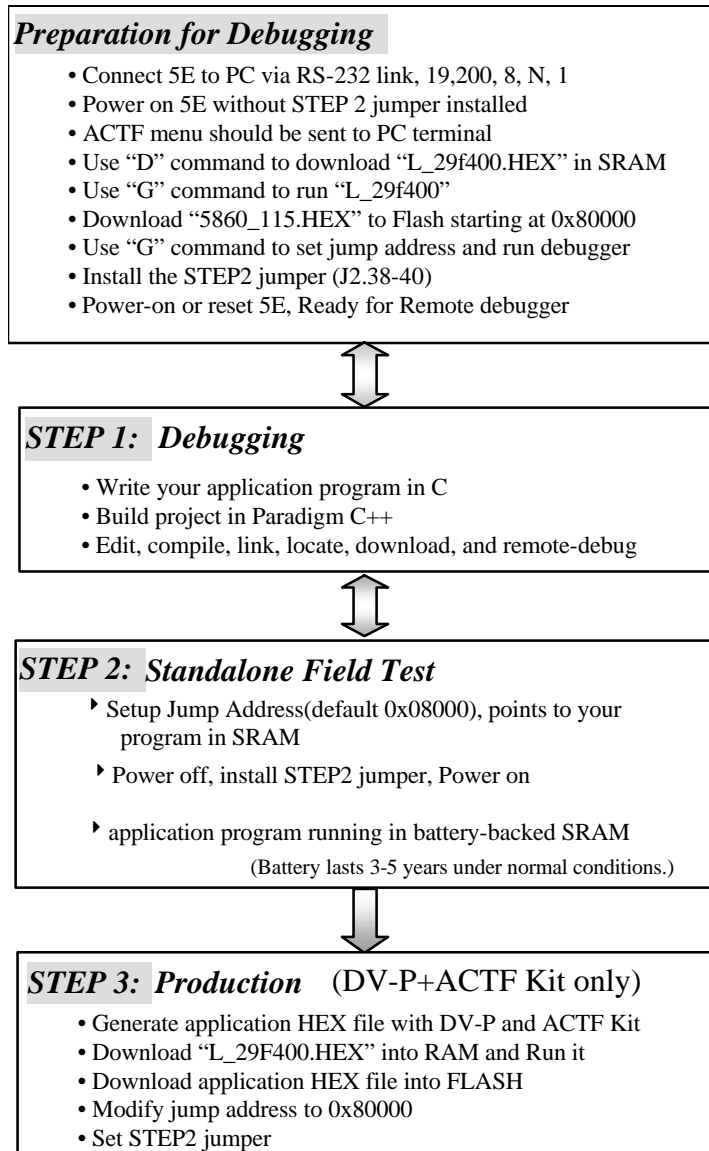 Preparation for Debugging
• Connect 5E to PC via RS-232 link, 19,200, 8, N, 1
• Power on 5E without STEP 2 jumper installed
• ACTF menu should be sent to PC terminal
• Use “D” command to download “L_29f400.HEX” in SRAM
• Use “G” command to run “L_29f400”
• Download “5860_115.HEX” to Flash starting at 0x80000
• Use “G” command to set jump address and run debugger
• Install the STEP2 jumper (J2.38-40)
• Power-on or reset 5E, Ready for Remote debugger
STEP 1: Debugging
• Write your application program in C
• Build project in Paradigm C++
• Edit, compile, link, locate, download, and remote-debug
STEP 2: Standalone Field Test
‣ Setup Jump Address(default 0x08000), points to your
program in SRAM
‣ Power off, install STEP2 jumper, Power on
‣ application program running in battery-backed SRAM
(Battery lasts 3-5 years under normal conditions.)
STEP 3: Production (DV-P+ACTF Kit only)
• Generate application HEX file with DV-P and ACTF Kit
• Download “L_29F400.HEX” into RAM and Run it
• Download application HEX file into FLASH
• Modify jump address to 0x80000
• Set STEP2 jumper